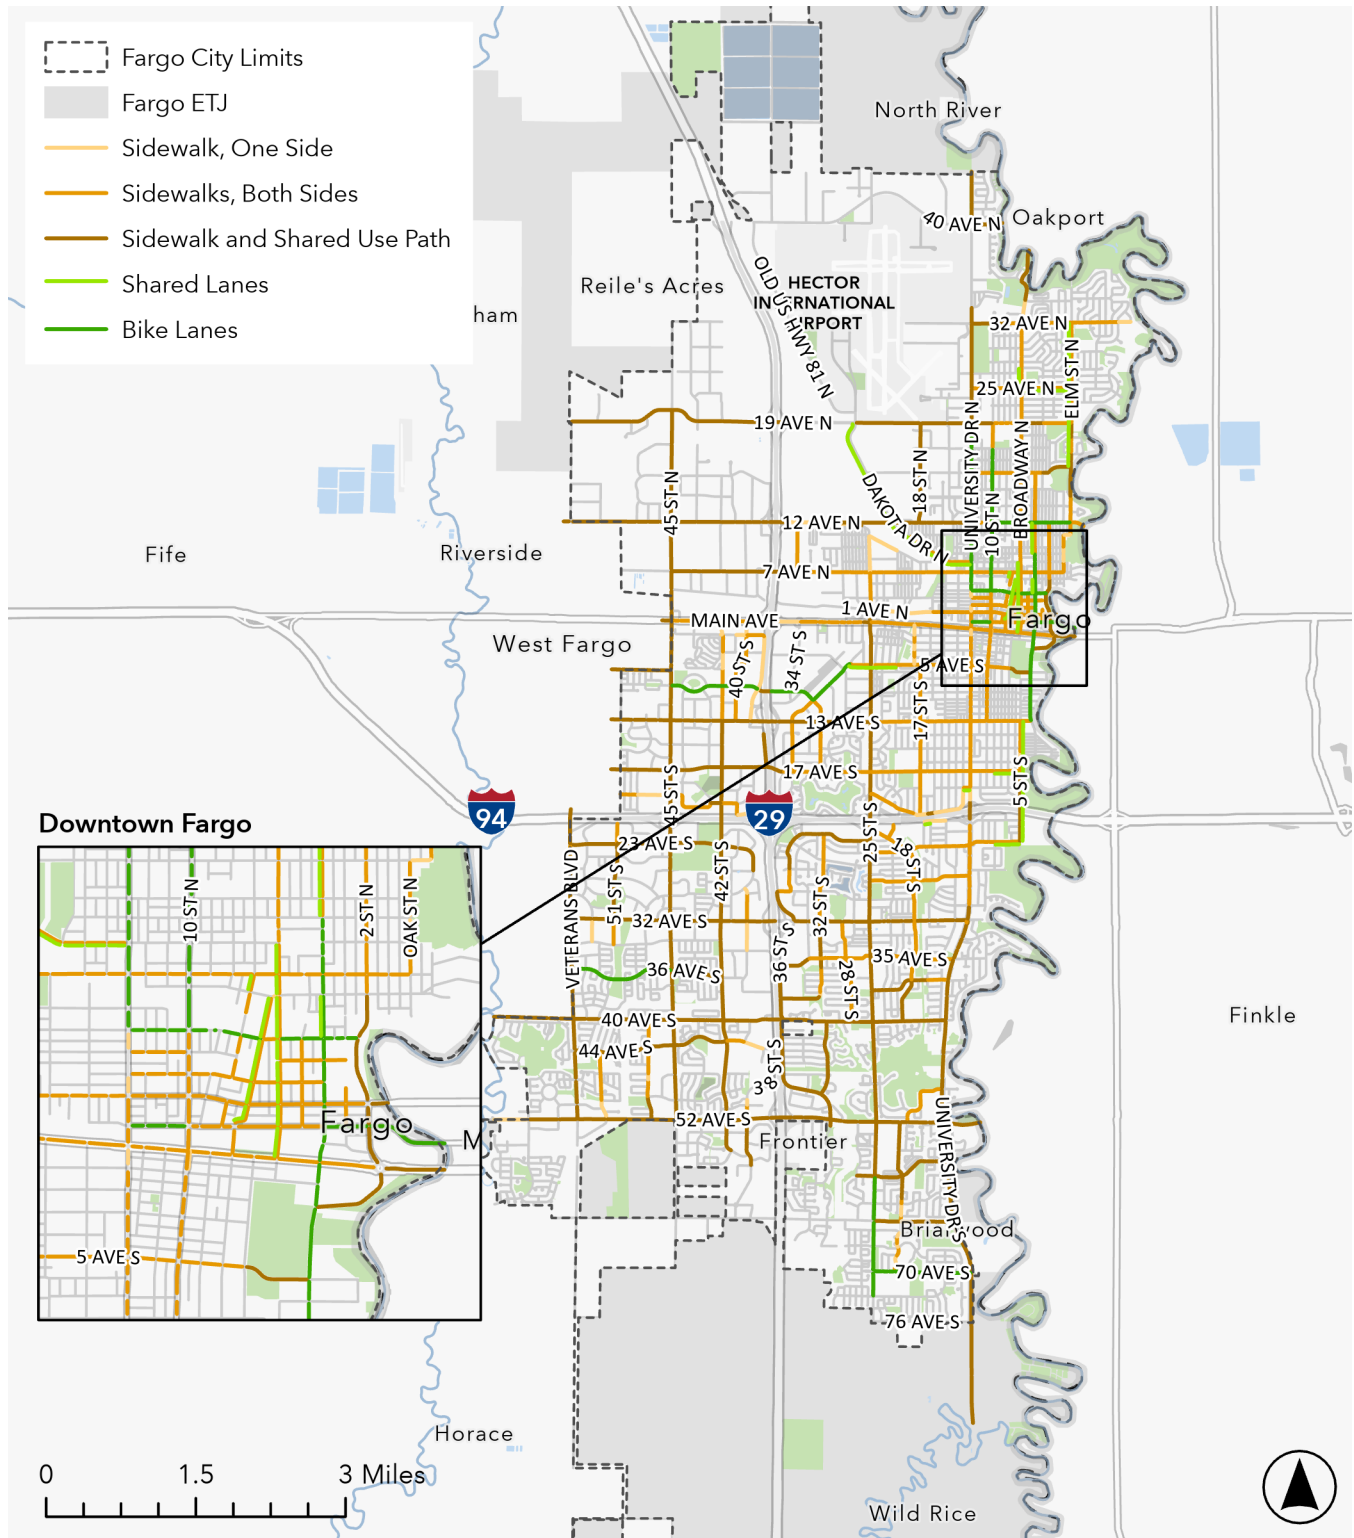 Fargo City Limits
Fargo ETJ
Sidewalk, One Side
Sidewalks, Both Sides
Sidewalk and Shared Use Path
Shared Lanes
Bike Lanes
North River
40 AVE N
Oakport
Reile's Acres
HECTOR
INTERNATIONAL
AIRPORT
OLD US HWY 81 N
ham
32 AVE N
25 AVE N
ELM ST N
19 AVE N
UNIVERSITY DR N
BROADWAY N
18 ST N
45 ST N
DAKOTA DR N
10 ST N
12 AVE N
Fife
Riverside
7 AVE N
1 AVE N
MAIN AVE
Fargo
West Fargo
40 ST S
34 ST S
5 AVE S
17 ST S
13 AVE S
17 AVE S
5 ST S
45 ST S
94
29
25 ST S
23 AVE S
18 ST S
42 ST S
VETERANS BLVD
51 ST S
32 ST S
32 AVE S
36 ST S
35 AVE S
36 AVE S
28 ST S
40 AVE S
Finkle
44 AVE S
38 ST S
52 AVE S
UNIVERSITY DR S
Frontier
M
Briarwood
70 AVE S
76 AVE S
Downtown Fargo
10 ST N
2 ST N
OAK ST N
Fargo
5 AVE S
Horace
Wild Rice
0 1.5 3 Miles